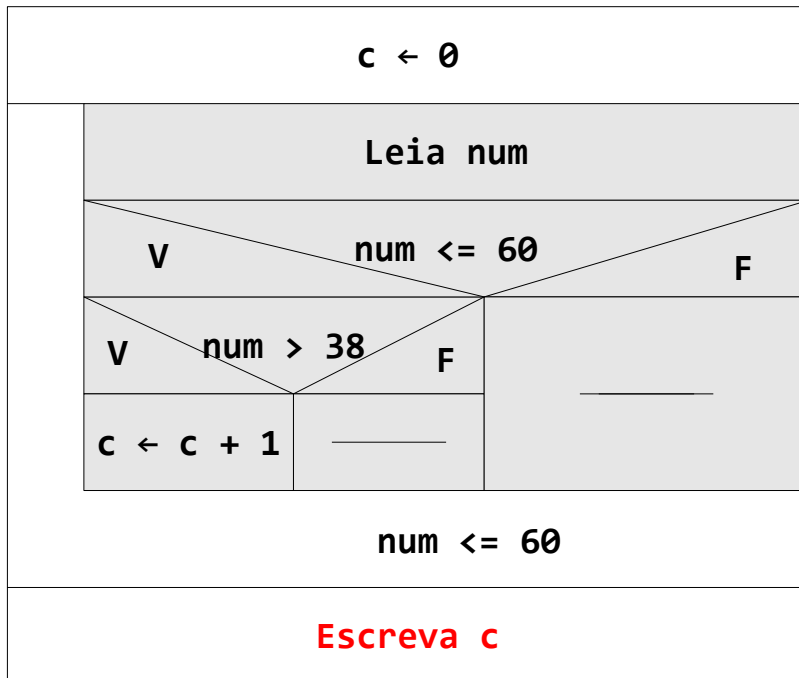 c ← 0
Leia num
num <= 60
V
F
num > 38
V
F
c ← c + 1
num <= 60
Escreva c